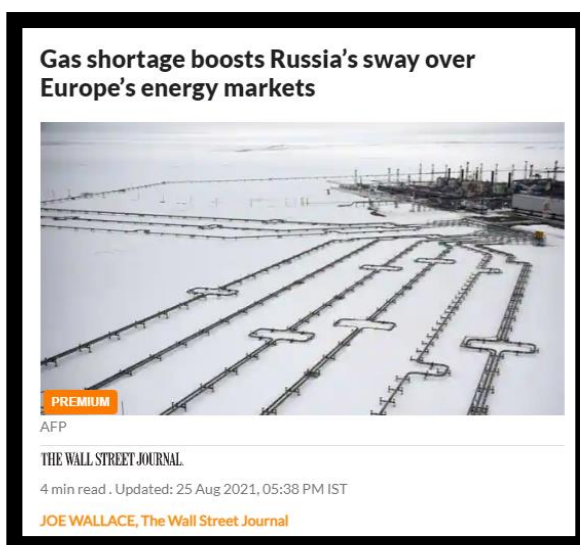 Gas shortage boosts Russia's sway over
Europe's energy markets
PREMIUM
AFP
THE WALL STREET JOURNAL.
4 min read . Updated: 25 Aug 2021, 05:38 PM IST
JOE WALLACE, The Wall Street Journal